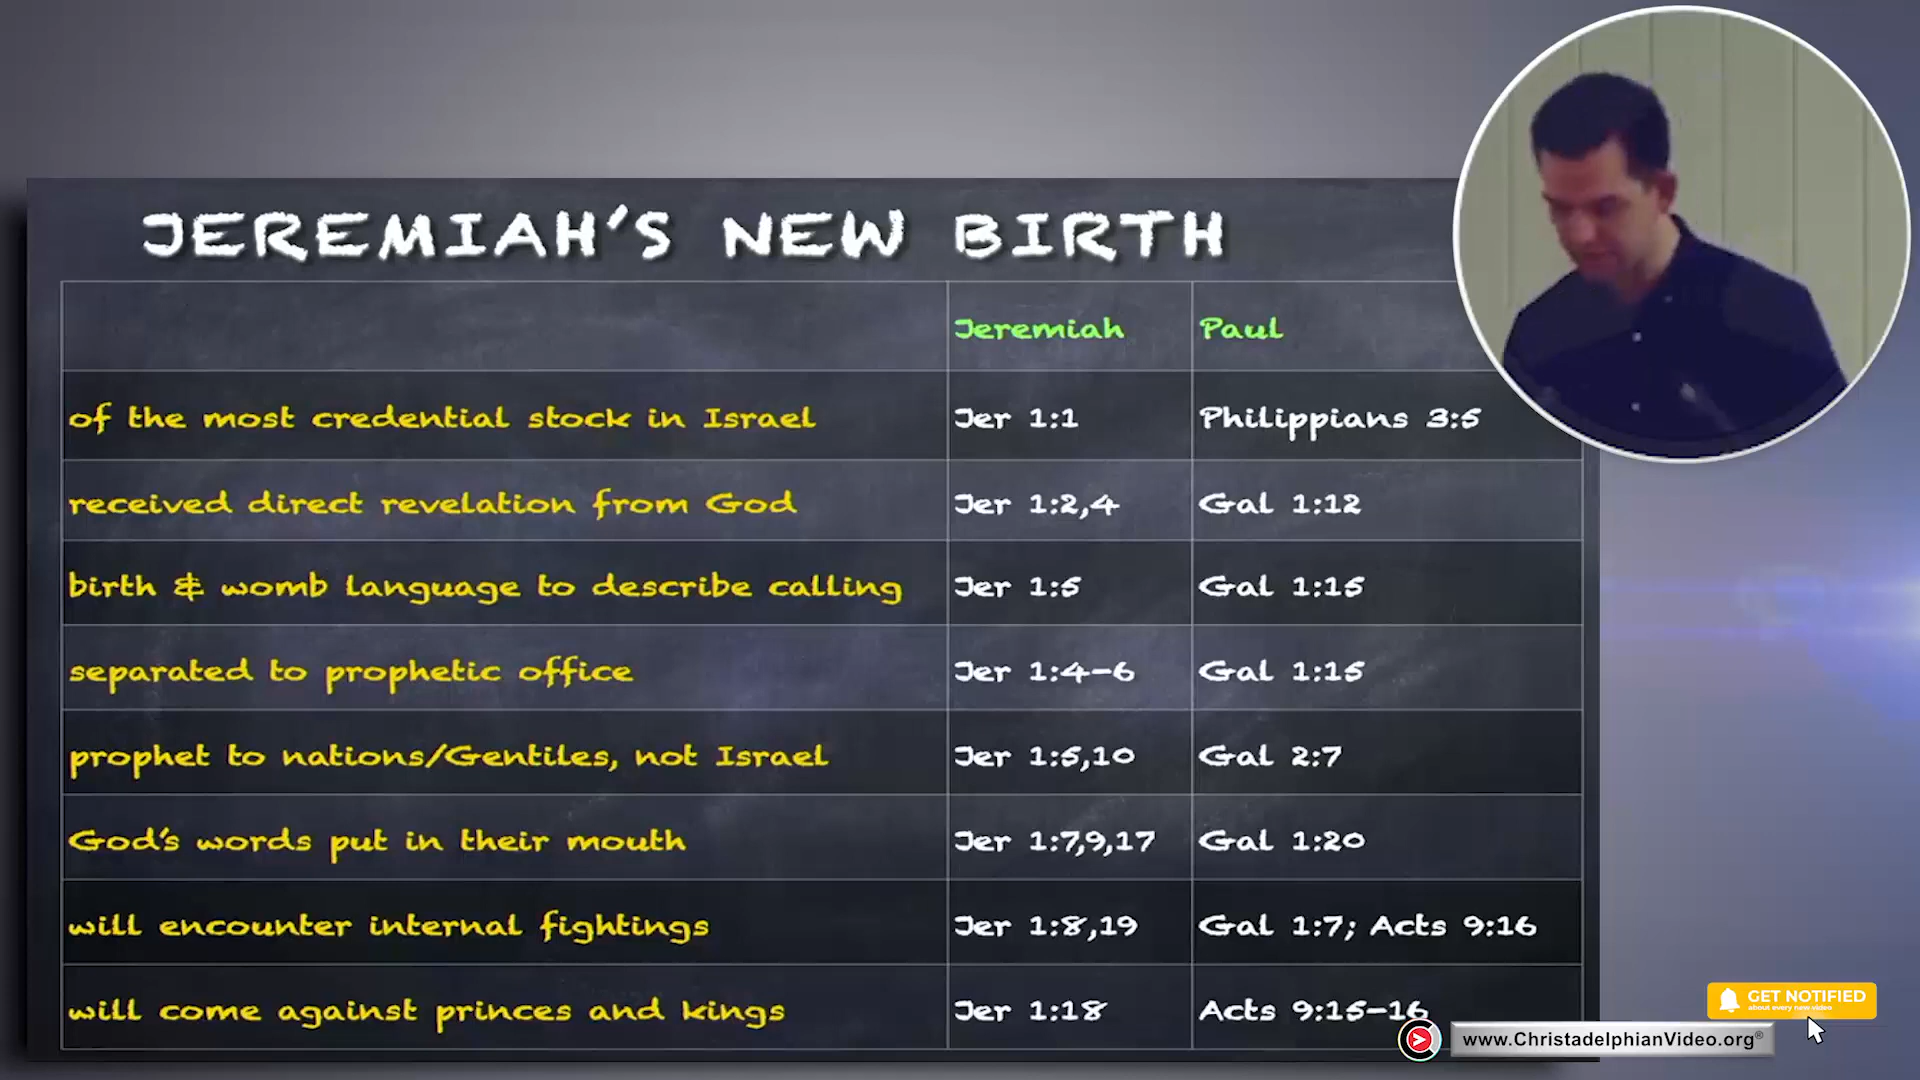 JEREMIAH'S NEW BIRTH
Jeremiah Paul
of the most credential stock in Israel Jer 1:1 Philippians 3:5
received direct revelation from God Jer 1:2,4 Gal 1:12
birth & womb language to describe calling Jer 1:5 Gal 1:15
separated to prophetic office Jer 1:4-6 Gal 1:15
prophet to nations/Gentiles, not Israel Jer 1:5,10 Gal 2:7
God's words put in their mouth Jer 1:7,9,17 Gal 1:20
will encounter internal fightings Jer 1:8,19 Gal 1:7; Acts 9:16
will come against princes and kings Jer 1:18 Acts 9:15-16
GET NOTIFIED
about every new video
www.ChristadelphianVideo.org®